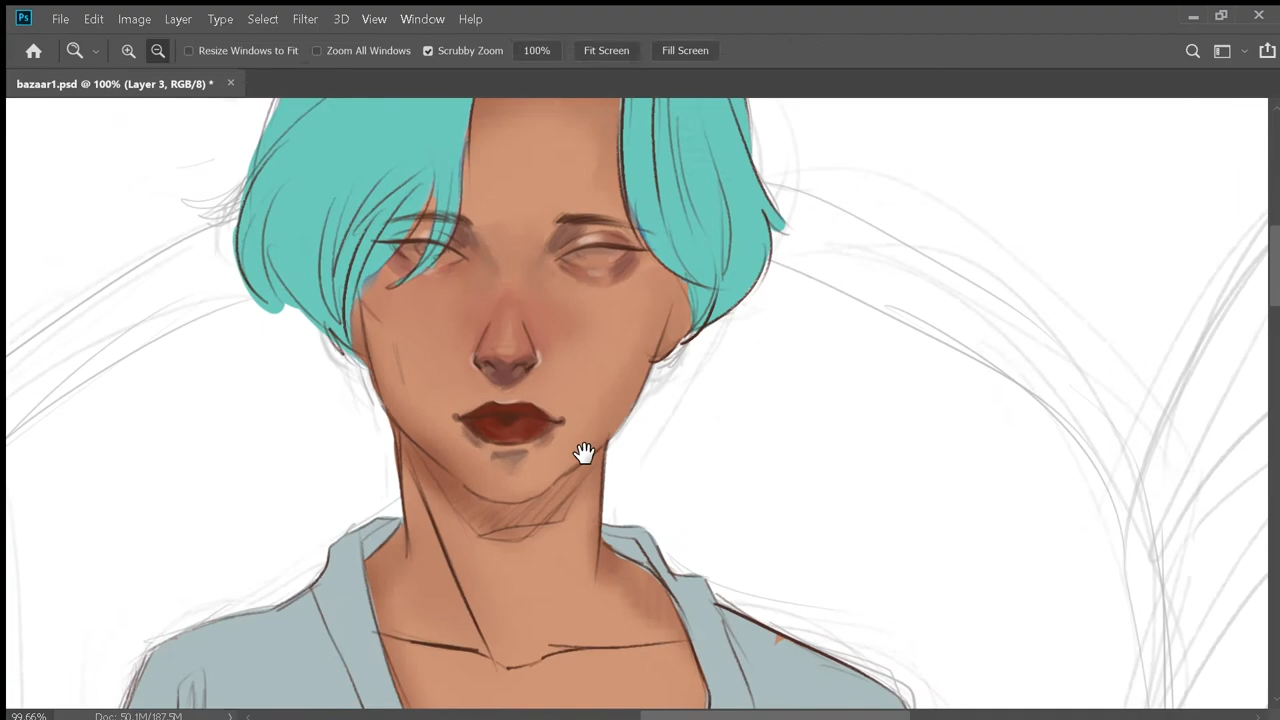 Ps File Edit Image Layer Type Select Filter 3D View Window Help
Resize Windows to Fit Zoom All Windows Scrubby Zoom 100% Fit Screen Fill Screen
bazaar1.psd @ 100% (Layer 3, RGB/8) *
99.66% Doc: 50.1M/187.5M